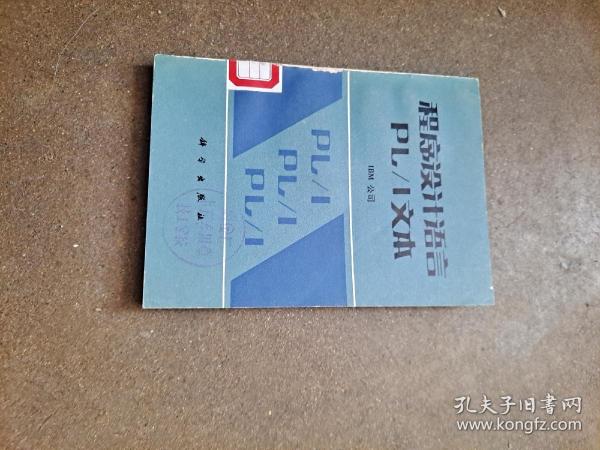 程序设计语言
PL/I文本
IBM 公司
PL/I
PL/I
PL/I
科学出版社
孔夫子旧书网
www.kongfz.com